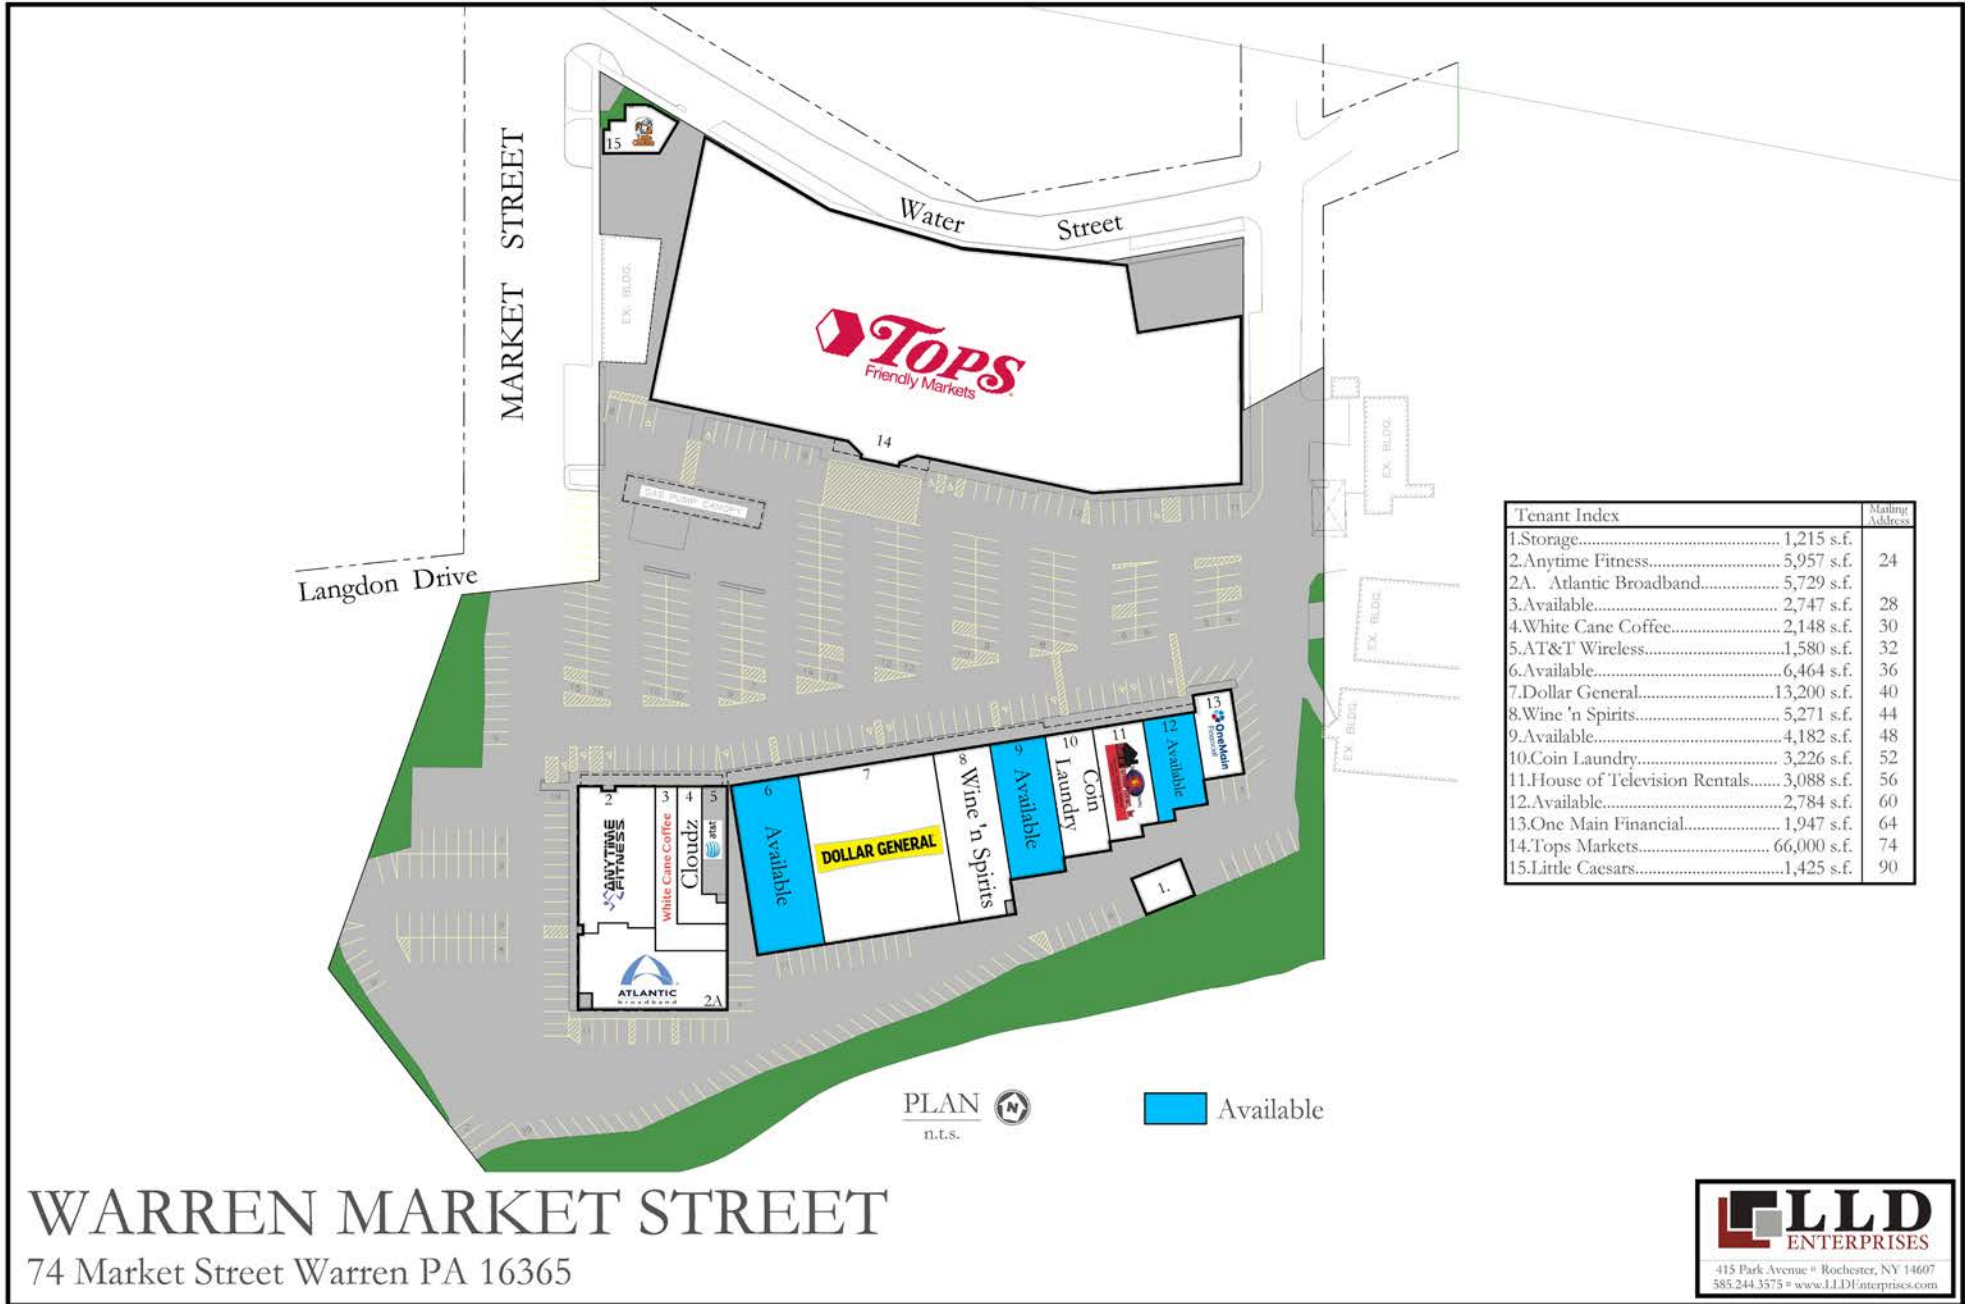 15
MARKET STREET
Water Street
EX. BLDG.
TOPS
Friendly Markets
14
EX. BLDG.
GAS PUMP CANOPY
Langdon Drive
EX. BLDG.
EX. BLDG.
Tenant Index Mailing Address
1.Storage 1,215 s.f.
2.Anytime Fitness 5,957 s.f. 24
2A. Atlantic Broadband 5,729 s.f.
3.Available 2,747 s.f. 28
4.White Cane Coffee 2,148 s.f. 30
5.AT&T Wireless 1,580 s.f. 32
6.Available 6,464 s.f. 36
7.Dollar General 13,200 s.f. 40
8.Wine 'n Spirits 5,271 s.f. 44
9.Available 4,182 s.f. 48
10.Coin Laundry 3,226 s.f. 52
11.House of Television Rentals 3,088 s.f. 56
12.Available 2,784 s.f. 60
13.One Main Financial 1,947 s.f. 64
14.Tops Markets 66,000 s.f. 74
15.Little Caesars 1,425 s.f. 90
2
ANYTIME
FITNESS
3
White Cane Coffee
4
Cloudz
5
at&t
6
Available
7
DOLLAR GENERAL
8
Wine 'n Spirits
9
Available
10
Coin
Laundry
11
12
Available
13
OneMain
Financial
1.
ATLANTIC
broadband
2A
PLAN
N
n.t.s.
Available
WARREN MARKET STREET
74 Market Street Warren PA 16365
LLD
ENTERPRISES
415 Park Avenue ¤ Rochester, NY 14607
585.244.3575 ¤ www.LLDEnterprises.com